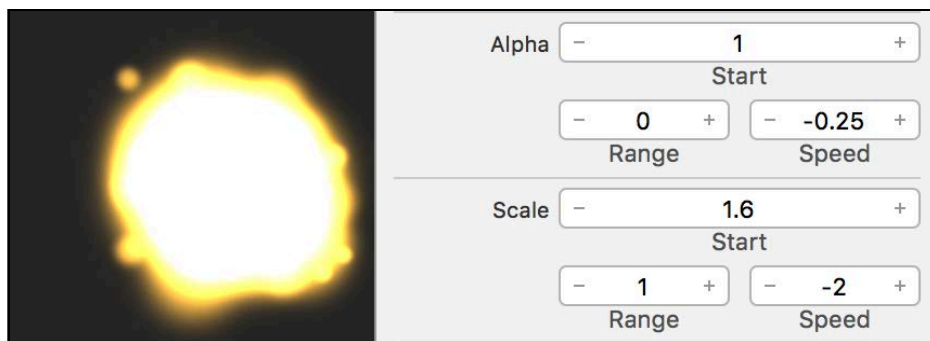 Alpha - 1 +
Start
- 0 + - -0.25 +
Range Speed
Scale - 1.6 +
Start
- 1 + - -2 +
Range Speed